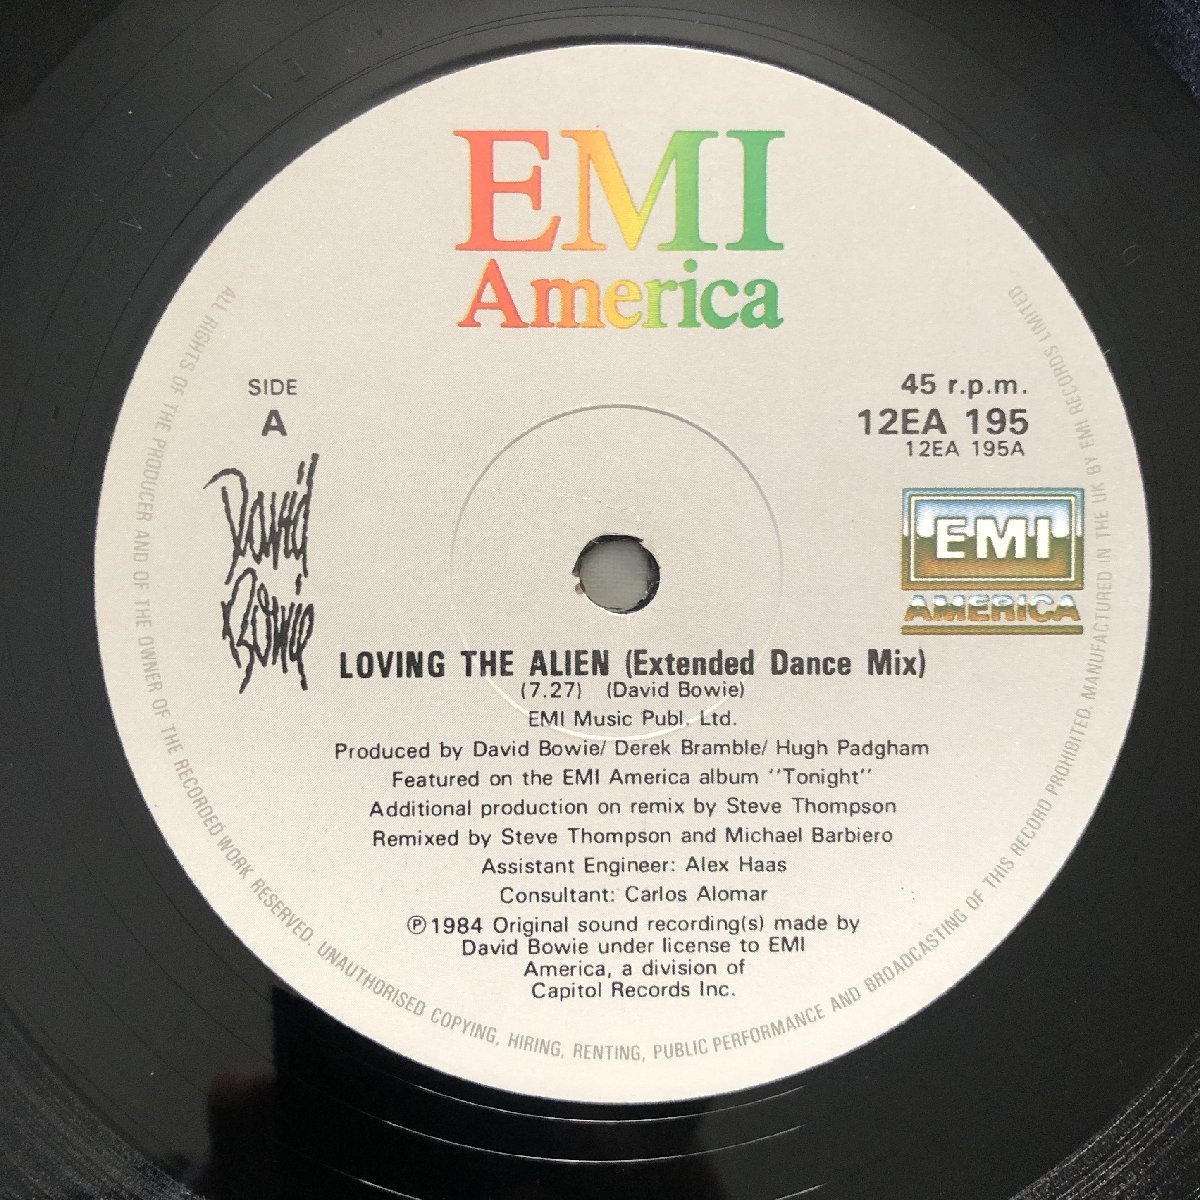 EMI
America
SIDE
A
45 r.p.m.
12EA 195
12EA 195A
David
Bowie
EMI
AMERICA
LOVING THE ALIEN (Extended Dance Mix)
(7.27) (David Bowie)
EMI Music Publ. Ltd.
Produced by David Bowie/ Derek Bramble/ Hugh Padgham
Featured on the EMI America album "Tonight"
Additional production on remix by Steve Thompson
Remixed by Steve Thompson and Michael Barbiero
Assistant Engineer: Alex Haas
Consultant: Carlos Alomar
℗1984 Original sound recording(s) made by
David Bowie under license to EMI
America, a division of
Capitol Records Inc.
ALL RIGHTS OF THE PRODUCER AND OF THE OWNER OF THE RECORDED WORK RESERVED. UNAUTHORISED COPYING, HIRING, RENTING, PUBLIC PERFORMANCE AND BROADCASTING OF THIS RECORD PROHIBITED. MANUFACTURED IN THE UK BY EMI RECORDS LIMITED